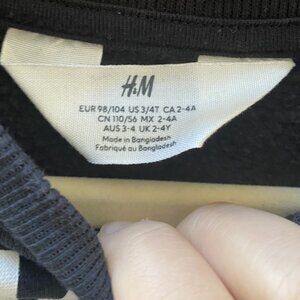 H&M
EUR 98/104 US 3/4T CA 2-4A
CN 110/56 MX 2-4A
AUS 3-4 UK 2-4Y
Made in Bangladesh
Fabriqué au Bangladesh